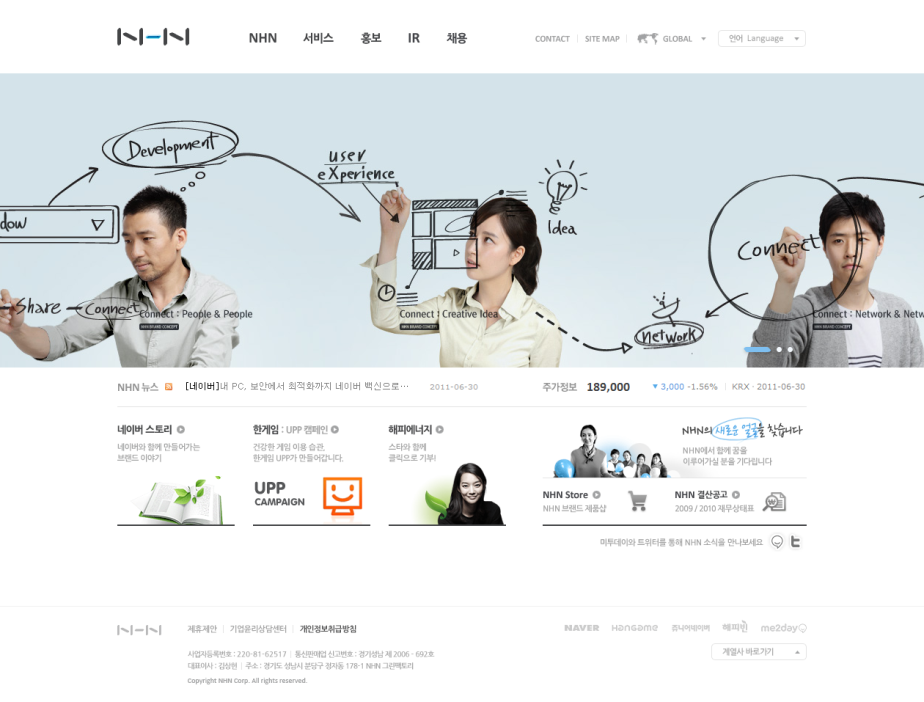 NHN
NHN 서비스 홍보 IR 채용
CONTACT SITE MAP GLOBAL 언어 Language
Development
user eXperience
Idea
dow
Share
Connect
Connect
network
Connect : People & People
NHN BRAND CONCEPT
Connect : Creative Idea
NHN BRAND CONCEPT
Connect : Network & Netw
NHN BRAND CONCEPT
NHN 뉴스 [네이버]내 PC, 보안에서 최적화까지 네이버 백신으로… 2011-06-30
주가정보 189,000 ▼ 3,000 -1.56% KRX · 2011-06-30
네이버 스토리
네이버와 함께 만들어가는
브랜드 이야기
한게임 : UPP 캠페인
건강한 게임 이용 습관,
한게임 UPP가 만들어갑니다.
UPP
CAMPAIGN
해피에너지
스타와 함께
클릭으로 기부!
NHN의 새로운 얼굴을 찾습니다
NHN에서 함께 꿈을
이루어가실 분을 기다립니다
NHN Store
NHN 브랜드 제품샵
NHN 결산공고
2009 / 2010 재무상태표
미투데이와 트위터를 통해 NHN 소식을 만나보세요
NHN
제휴제안 기업윤리상담센터 개인정보취급방침
NAVER Hangame 쥬니어네이버 해피빈 me2day
계열사 바로가기
사업자등록번호 : 220-81-62517 통신판매업 신고번호 : 경기성남 제 2006 - 692호
대표이사 : 김상헌 주소 : 경기도 성남시 분당구 정자동 178-1 NHN 그린팩토리
Copyright NHN Corp. All rights reserved.